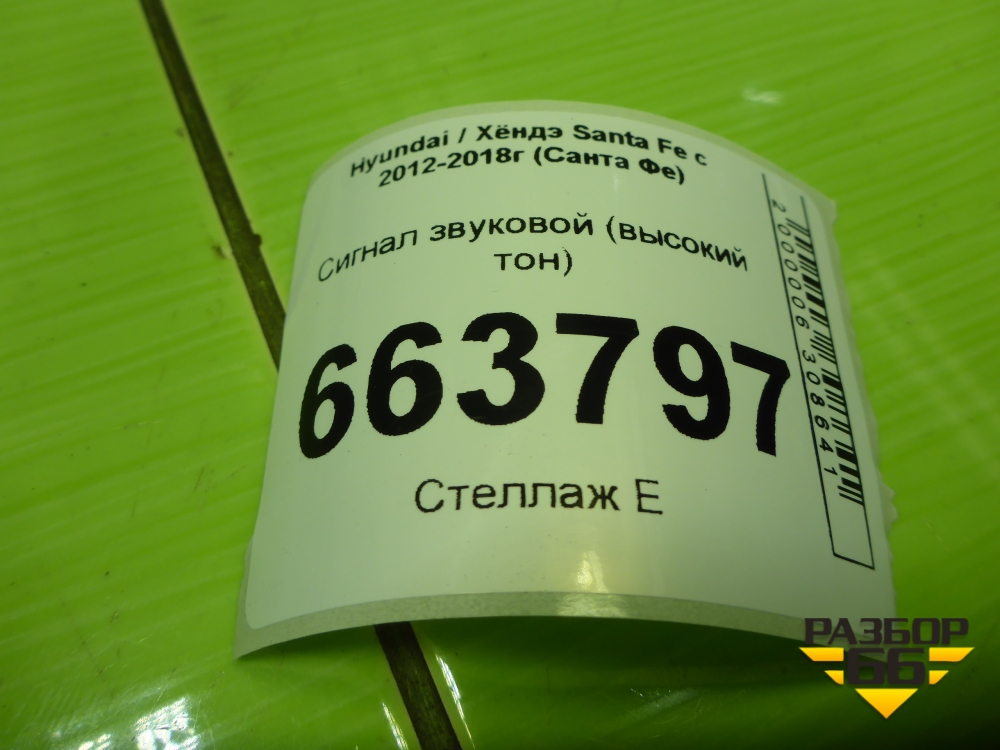 Hyundai / Хёндэ Santa Fe с
2012-2018г (Санта Фе)
Сигнал звуковой (высокий
тон)
663797
Стеллаж Е
2000006308641
РАЗБОР
66